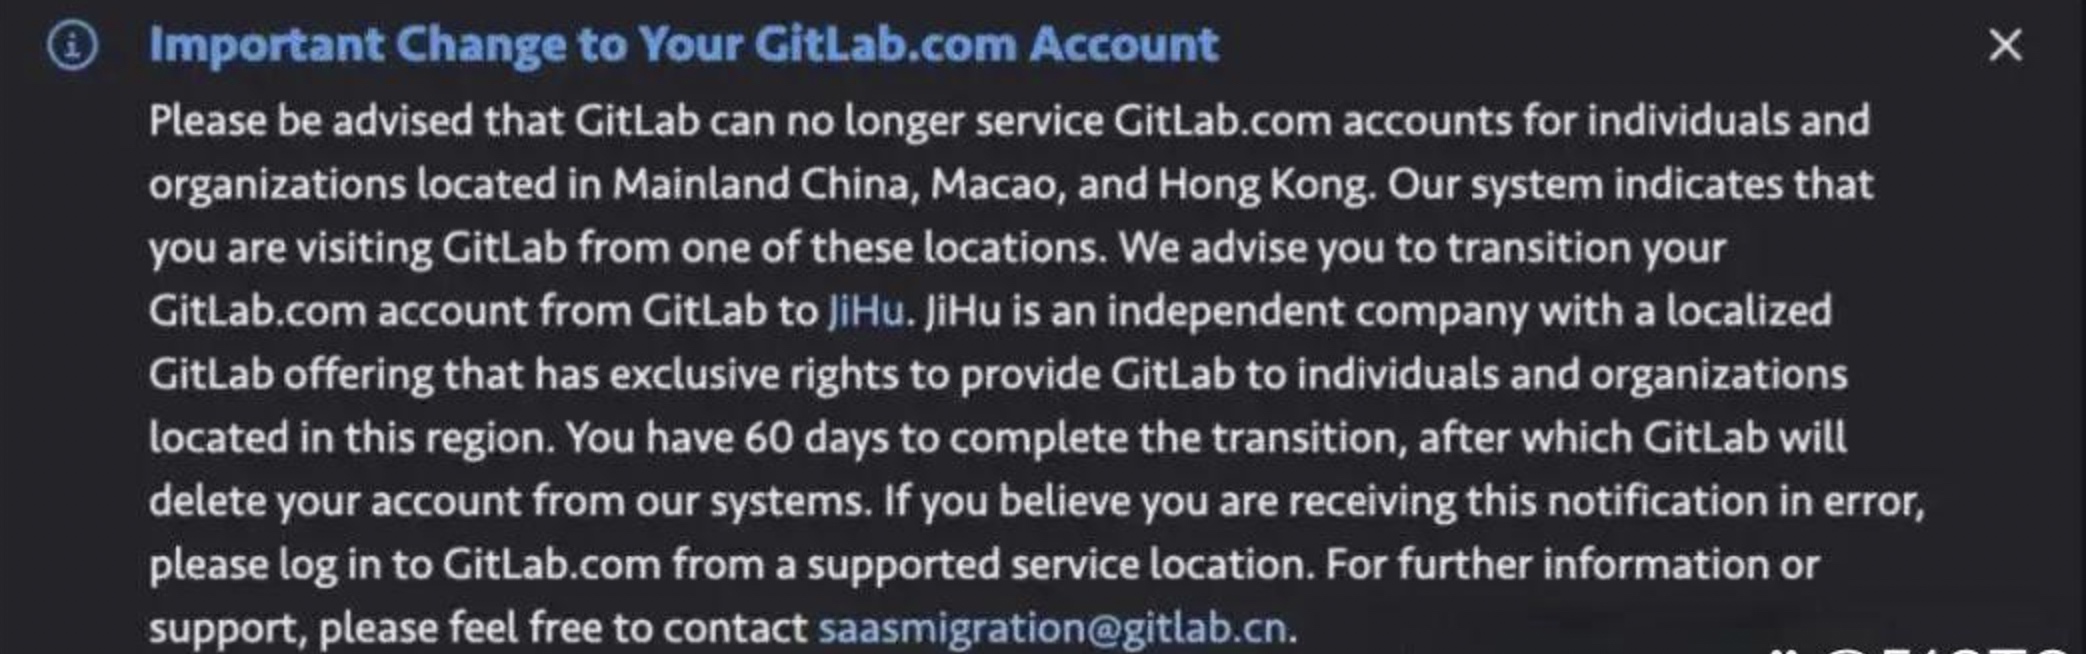 Important Change to Your GitLab.com Account
Please be advised that GitLab can no longer service GitLab.com accounts for individuals and
organizations located in Mainland China, Macao, and Hong Kong. Our system indicates that
you are visiting GitLab from one of these locations. We advise you to transition your
GitLab.com account from GitLab to JiHu. JiHu is an independent company with a localized
GitLab offering that has exclusive rights to provide GitLab to individuals and organizations
located in this region. You have 60 days to complete the transition, after which GitLab will
delete your account from our systems. If you believe you are receiving this notification in error,
please log in to GitLab.com from a supported service location. For further information or
support, please feel free to contact saasmigration@gitlab.cn.